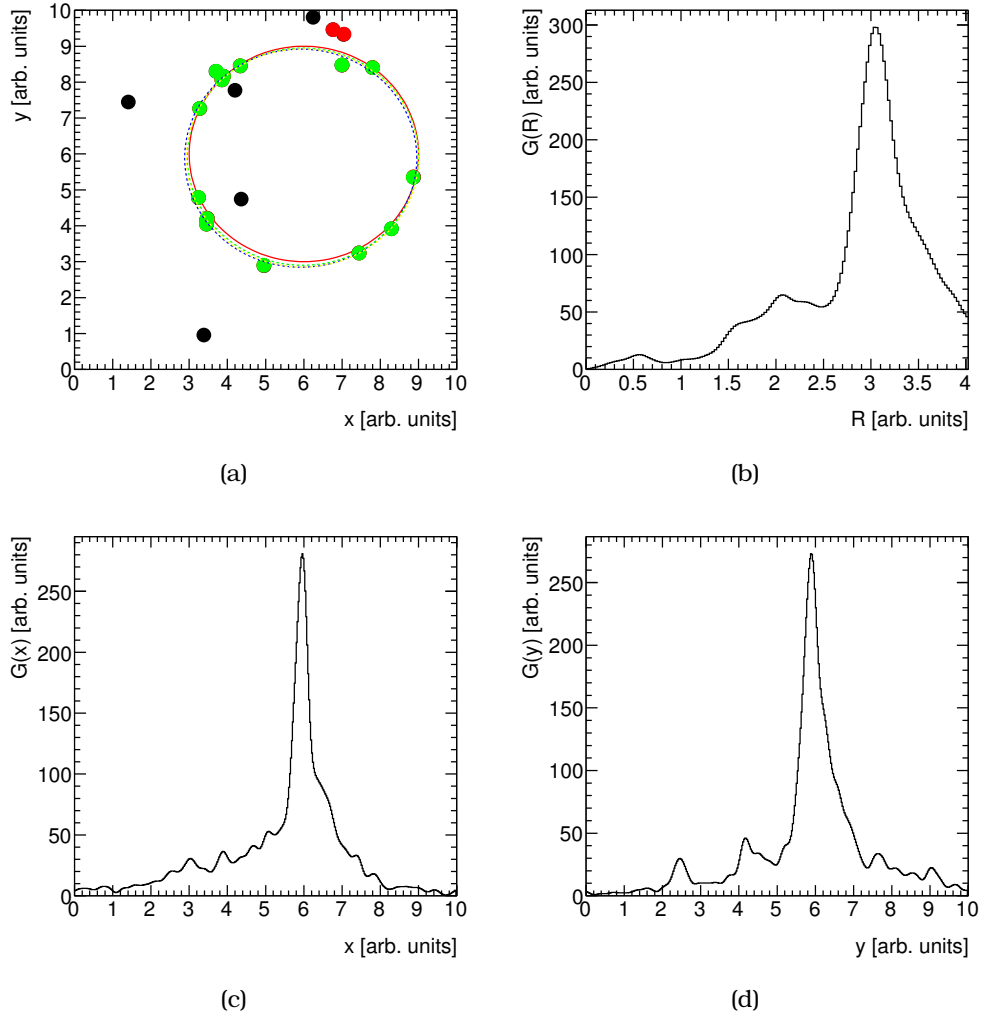 y [arb. units]
10
9
8
7
6
5
4
3
2
1
0
0 1 2 3 4 5 6 7 8 9 10
x [arb. units]
(a)
G(R) [arb. units]
300
250
200
150
100
50
0
0 0.5 1 1.5 2 2.5 3 3.5 4
R [arb. units]
(b)
G(x) [arb. units]
250
200
150
100
50
0
0 1 2 3 4 5 6 7 8 9 10
x [arb. units]
(c)
G(y) [arb. units]
250
200
150
100
50
0
0 1 2 3 4 5 6 7 8 9 10
y [arb. units]
(d)